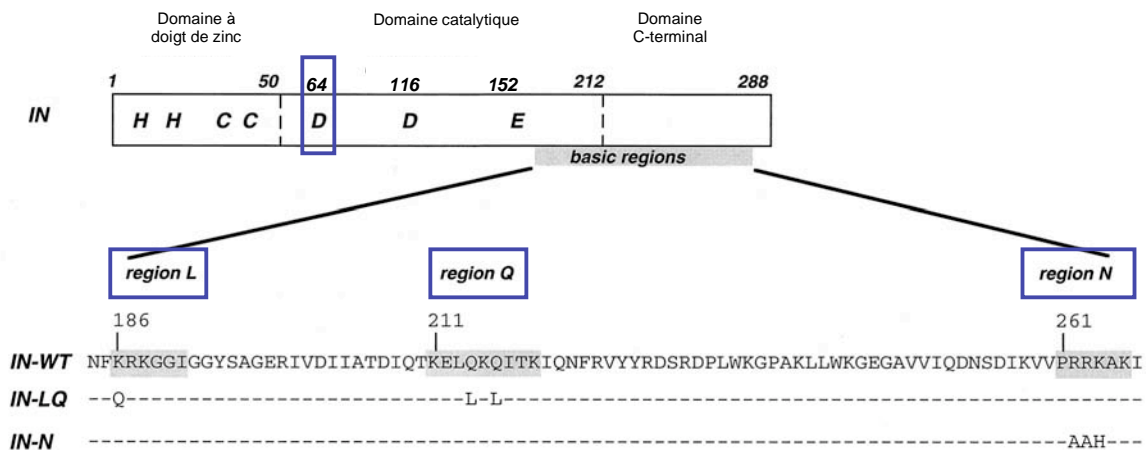 Domaine à doigt de zinc
Domaine catalytique
Domaine C-terminal
1 50 64 116 152 212 288
IN H H C C D D E
basic regions
region L region Q region N
186 211 261
IN-WT NFKRKGGIGGYSAGERIVDIIATDIQTKELQKQITKIQNFRVYYRDSRDPLWKGPAKLLWKGEGAVVIQDNSDIKVVPRRKAKI
IN-LQ --Q------------------------------L-L--------------------------------------------------
IN-N ------------------------------------------------------------------------------AAH---